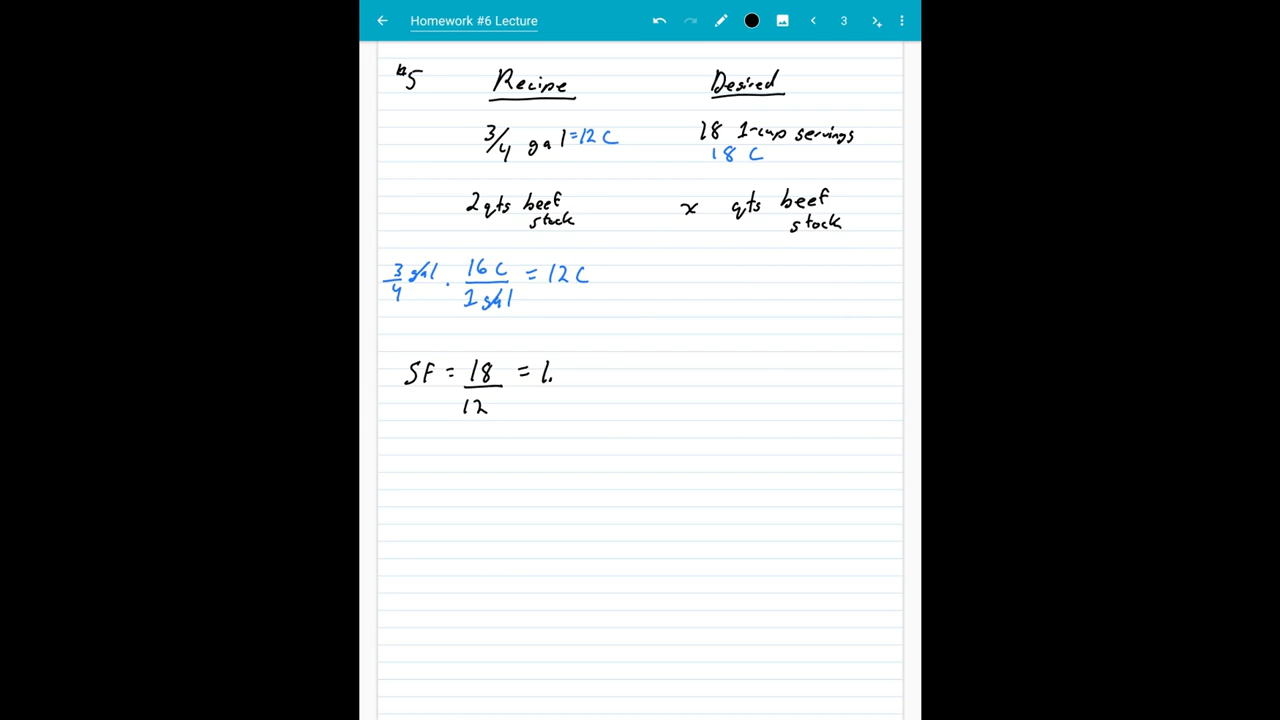 Homework #6 Lecture
3
#5 Recipe Desired
3/4 gal = 12 C 18 1-cup servings
18 C
2 qts beef stock x qts beef stock
3/4 gal · 16 C / 1 gal = 12 C
SF = 18/12 = 1.